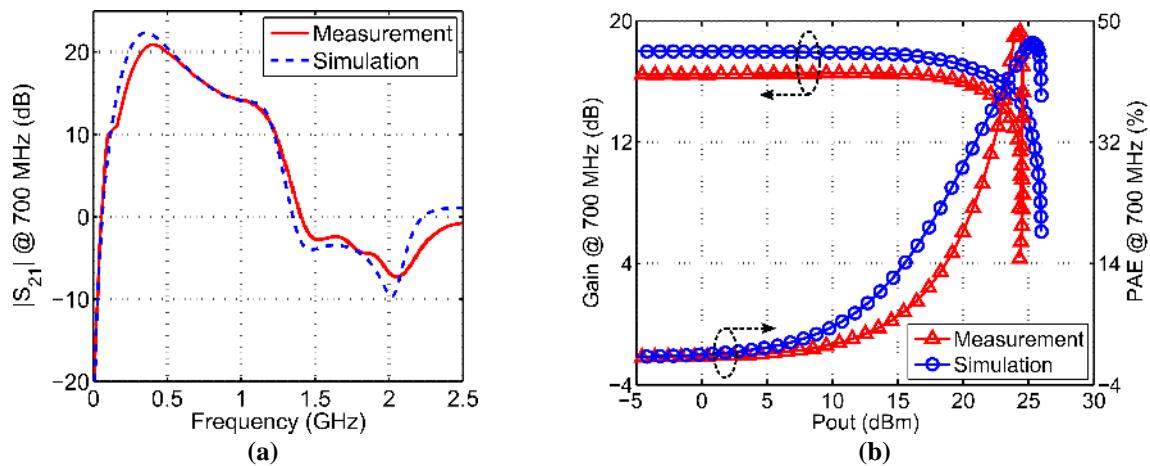 |S21| @ 700 MHz (dB)
20
10
0
−10
−20
Measurement
Simulation
0
0.5
1
1.5
2
2.5
Frequency (GHz)
(a)
Gain @ 700 MHz (dB)
20
12
4
−4
50
32
14
−4
PAE @ 700 MHz (%)
Measurement
Simulation
−5
0
5
10
15
20
25
30
Pout (dBm)
(b)